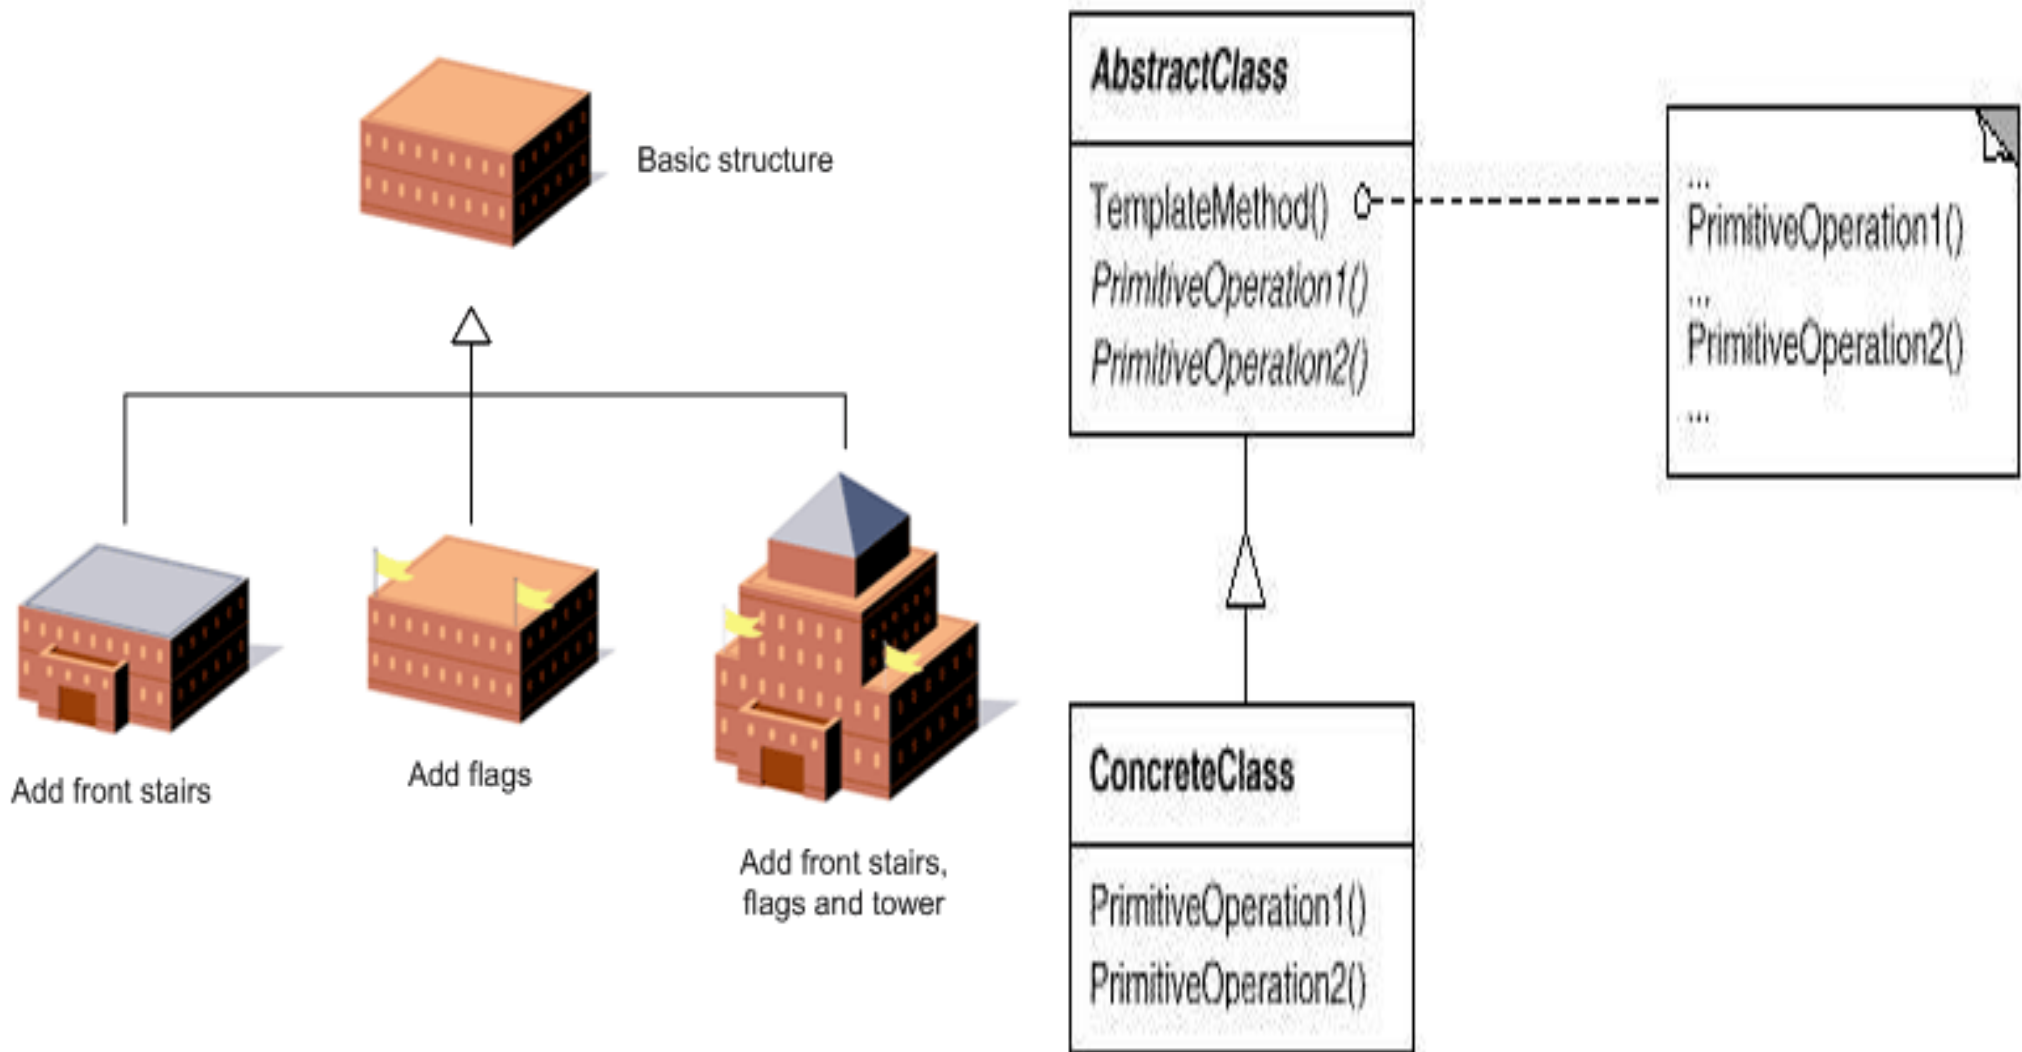 Basic structure
Add front stairs
Add flags
Add front stairs,
flags and tower
AbstractClass
TemplateMethod()
PrimitiveOperation1()
PrimitiveOperation2()
...
PrimitiveOperation1()
...
PrimitiveOperation2()
...
ConcreteClass
PrimitiveOperation1()
PrimitiveOperation2()